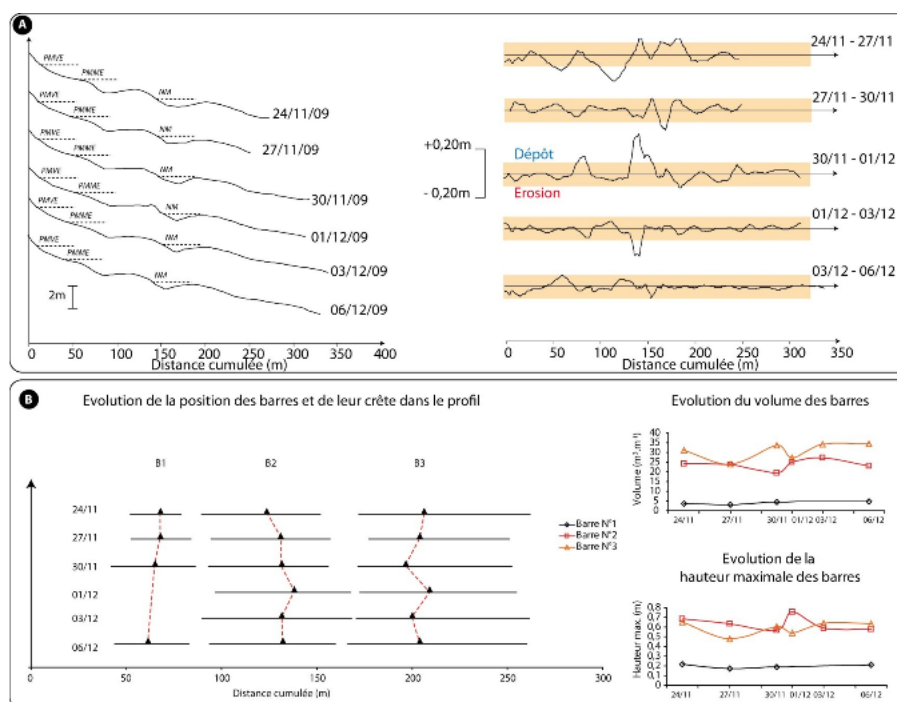 A
PMVE
PMME
NM
24/11/09
PMVE
PMME
NM
27/11/09
PMVE
PMME
NM
30/11/09
PMVE
PMME
NM
01/12/09
PMVE
PMME
NM
03/12/09
PMVE
PMME
NM
06/12/09
2m
0 50 100 150 200 250 300 350 400
Distance cumulée (m)
24/11 - 27/11
27/11 - 30/11
+0,20m
- 0,20m
Dépôt
Erosion
30/11 - 01/12
01/12 - 03/12
03/12 - 06/12
0 50 100 150 200 250 300 350
Distance cumulée (m)
B
Evolution de la position des barres et de leur crête dans le profil
B1 B2 B3
24/11
27/11
30/11
01/12
03/12
06/12
0 50 100 150 200 250 300
Distance cumulée (m)
Evolution du volume des barres
Volume (m³.m⁻¹)
40
35
30
25
20
15
10
5
0
24/11 27/11 30/11 01/12 03/12 06/12
Barre N°1
Barre N°2
Barre N°3
Evolution de la
hauteur maximale des barres
Hauteur max. (m)
0,8
0,7
0,6
0,5
0,4
0,3
0,2
0,1
0
24/11 27/11 30/11 01/12 03/12 06/12